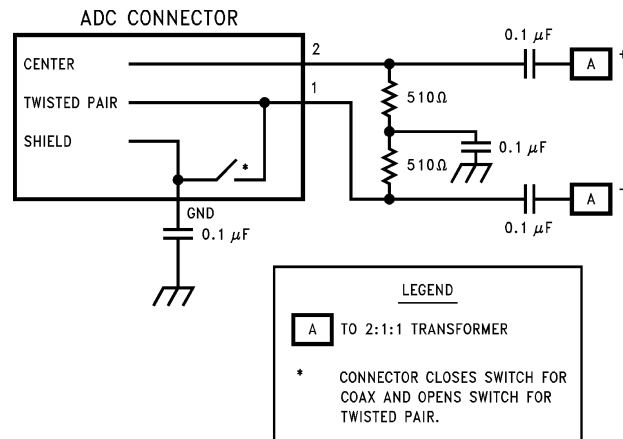 ADC CONNECTOR
CENTER
TWISTED PAIR
SHIELD
*
2
1
GND
0.1 μF
510Ω
510Ω
0.1 μF
0.1 μF
A
+
0.1 μF
A
-
LEGEND
A TO 2:1:1 TRANSFORMER
* CONNECTOR CLOSES SWITCH FOR
COAX AND OPENS SWITCH FOR
TWISTED PAIR.